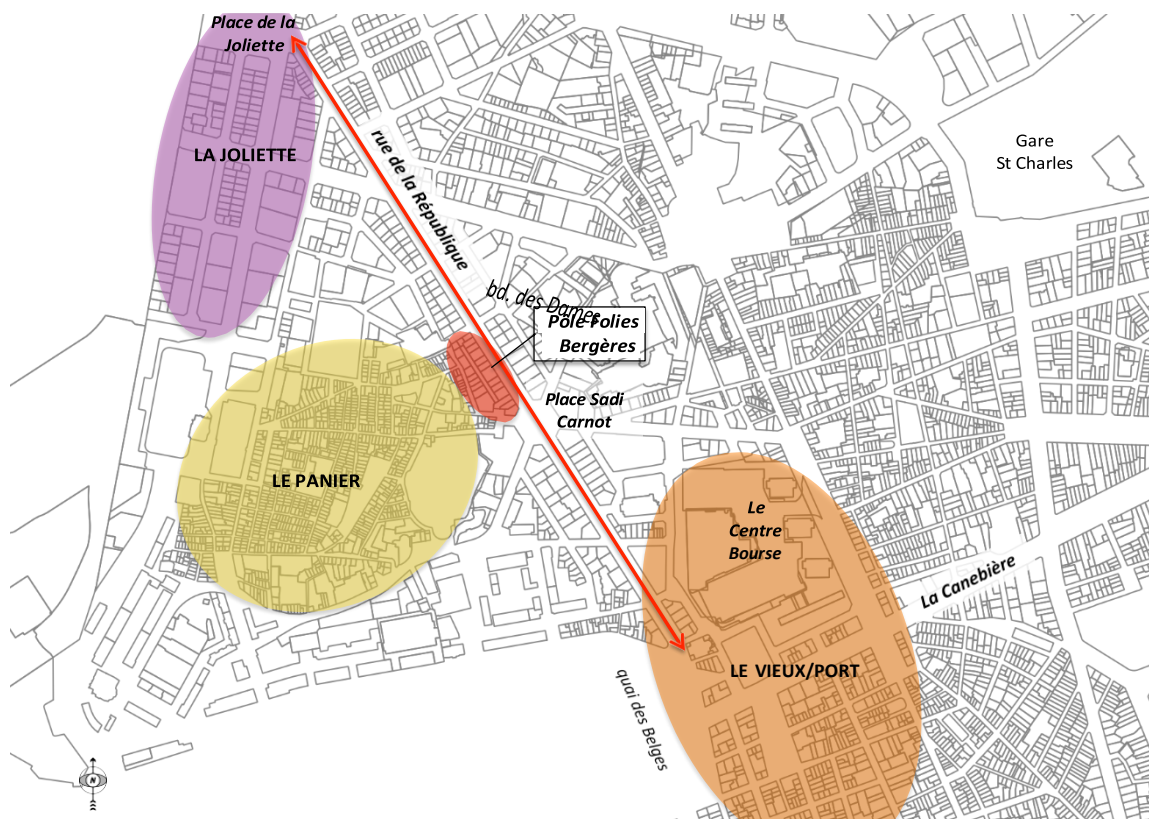 Place de la
Joliette
LA JOLIETTE
rue de la République
Gare
St Charles
bd. des Dames
Pôle Folies
Bergères
Place Sadi
Carnot
LE PANIER
Le
Centre
Bourse
La Canebière
LE VIEUX/PORT
quai des Belges
N